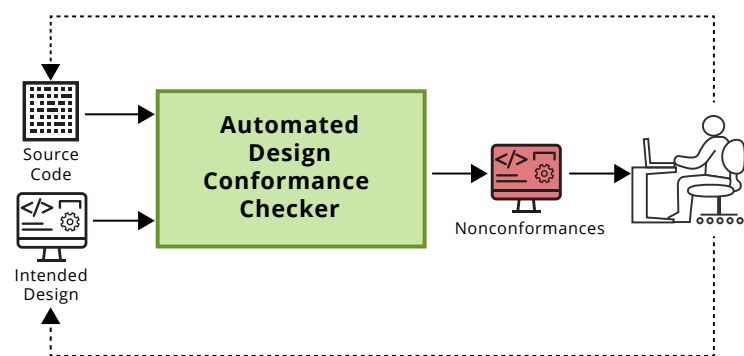 Source
Code
</>
Intended
Design
Automated
Design
Conformance
Checker
</>
Nonconformances